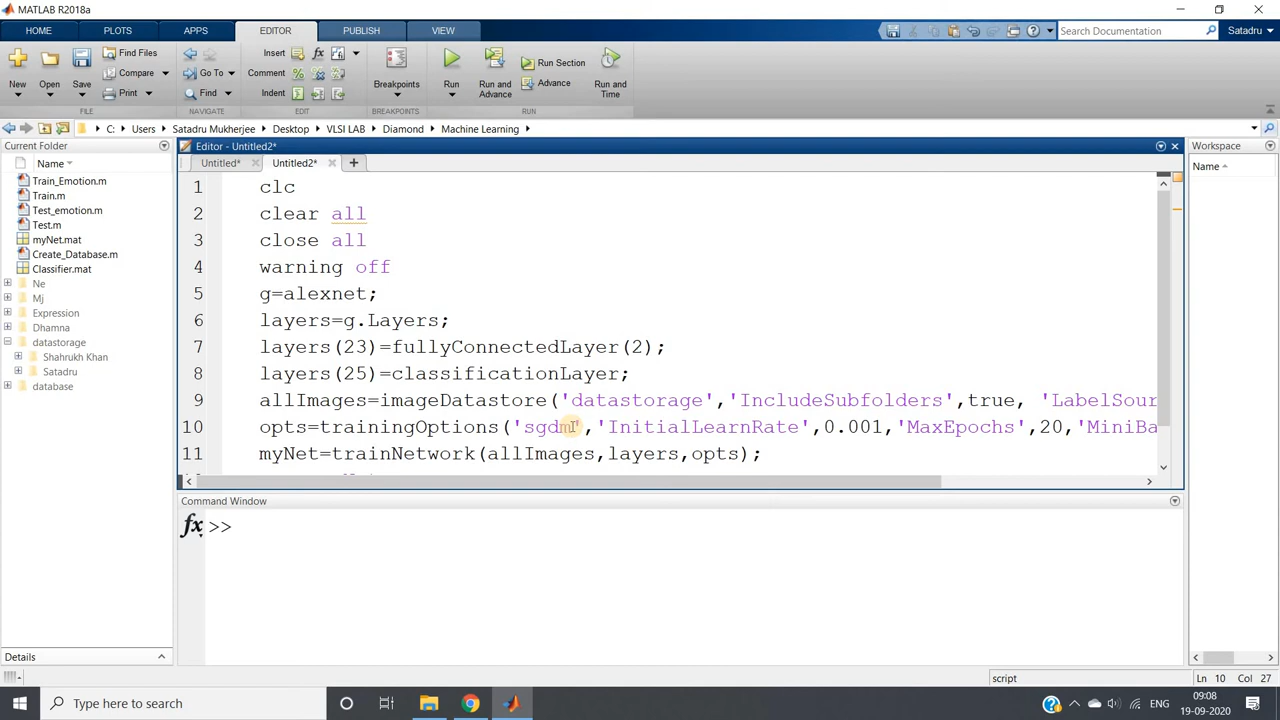 MATLAB R2018a
HOME PLOTS APPS EDITOR PUBLISH VIEW
Search Documentation
Satadru
New Open Save Find Files Compare Print
Go To Find
Insert Comment Indent
fx
Breakpoints Run Run and Advance Run Section Advance Run and Time
FILE NAVIGATE EDIT BREAKPOINTS RUN
C: Users Satadru Mukherjee Desktop VLSI LAB Diamond Machine Learning
Current Folder
Name
Train_Emotion.m
Train.m
Test_emotion.m
Test.m
myNet.mat
Create_Database.m
Classifier.mat
Ne
Mj
Expression
Dhamna
datastorage
Shahrukh Khan
Satadru
database
Details
Editor - Untitled2*
Untitled* Untitled2*
1 clc
2 clear all
3 close all
4 warning off
5 g=alexnet;
6 layers=g.Layers;
7 layers(23)=fullyConnectedLayer(2);
8 layers(25)=classificationLayer;
9 allImages=imageDatastore('datastorage','IncludeSubfolders',true, 'LabelSour
10 opts=trainingOptions('sgdm','InitialLearnRate',0.001,'MaxEpochs',20,'MiniBa
11 myNet=trainNetwork(allImages,layers,opts);
Command Window
fx >>
Workspace
Name
script Ln 10 Col 27
Type here to search
ENG
09:08
19-09-2020